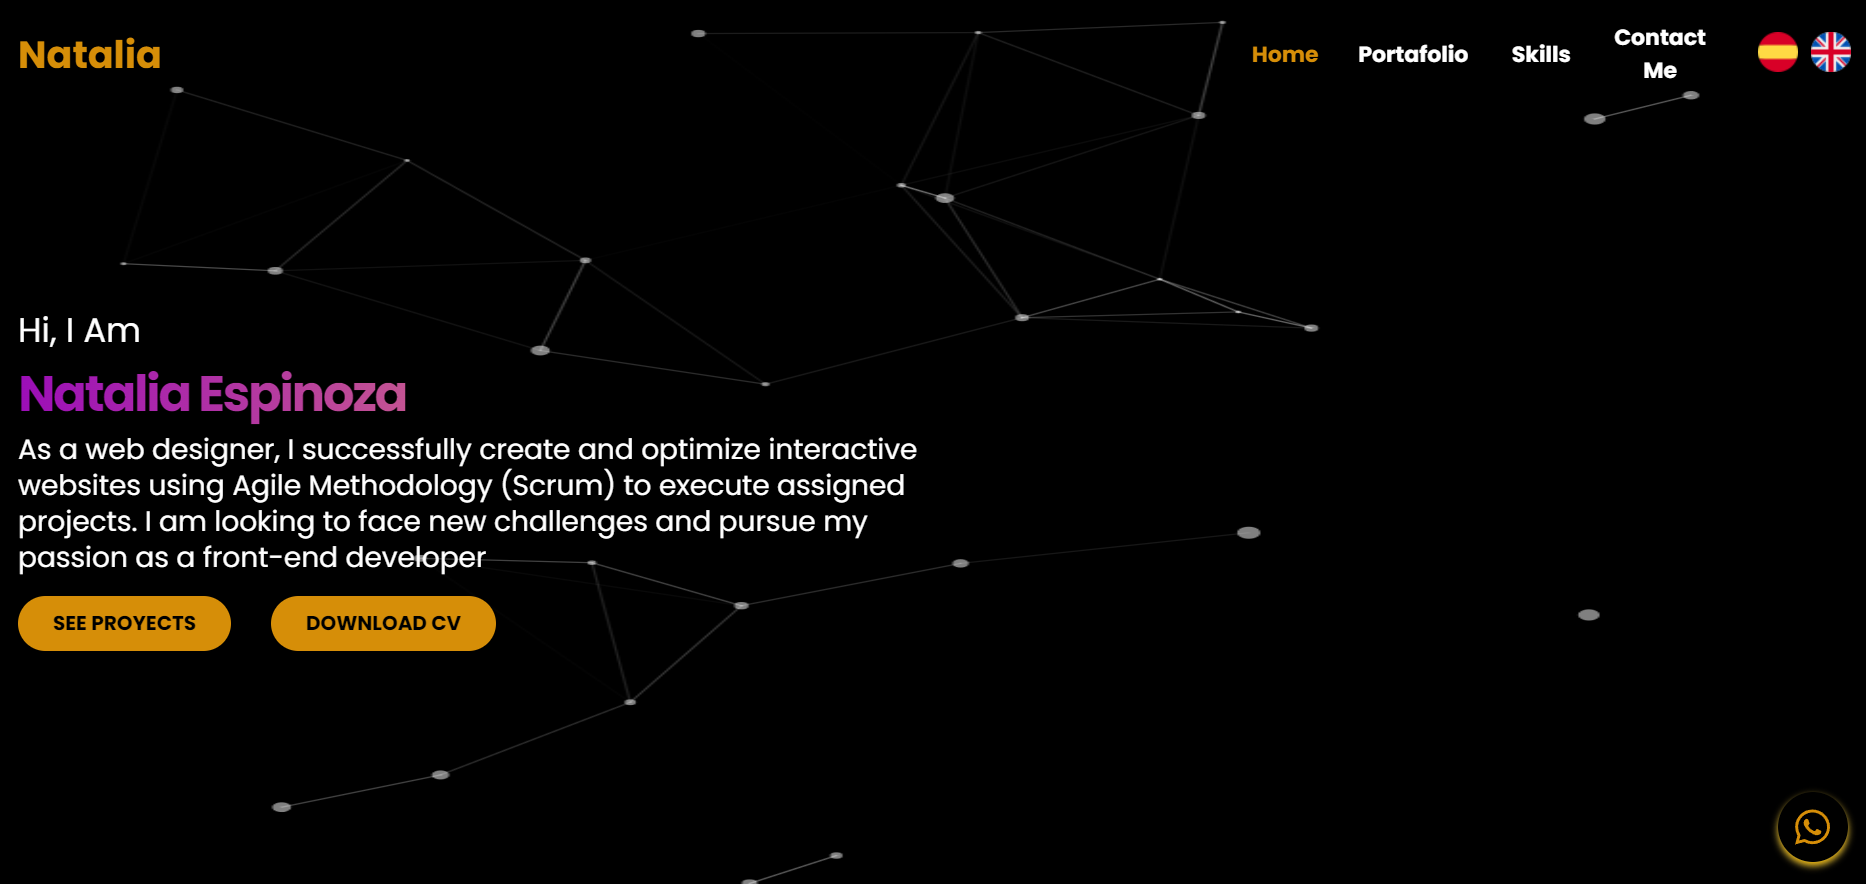 Natalia
Home
Portafolio
Skills
Contact
Me
Hi, I Am
Natalia Espinoza
As a web designer, I successfully create and optimize interactive
websites using Agile Methodology (Scrum) to execute assigned
projects. I am looking to face new challenges and pursue my
passion as a front-end developer
SEE PROYECTS
DOWNLOAD CV